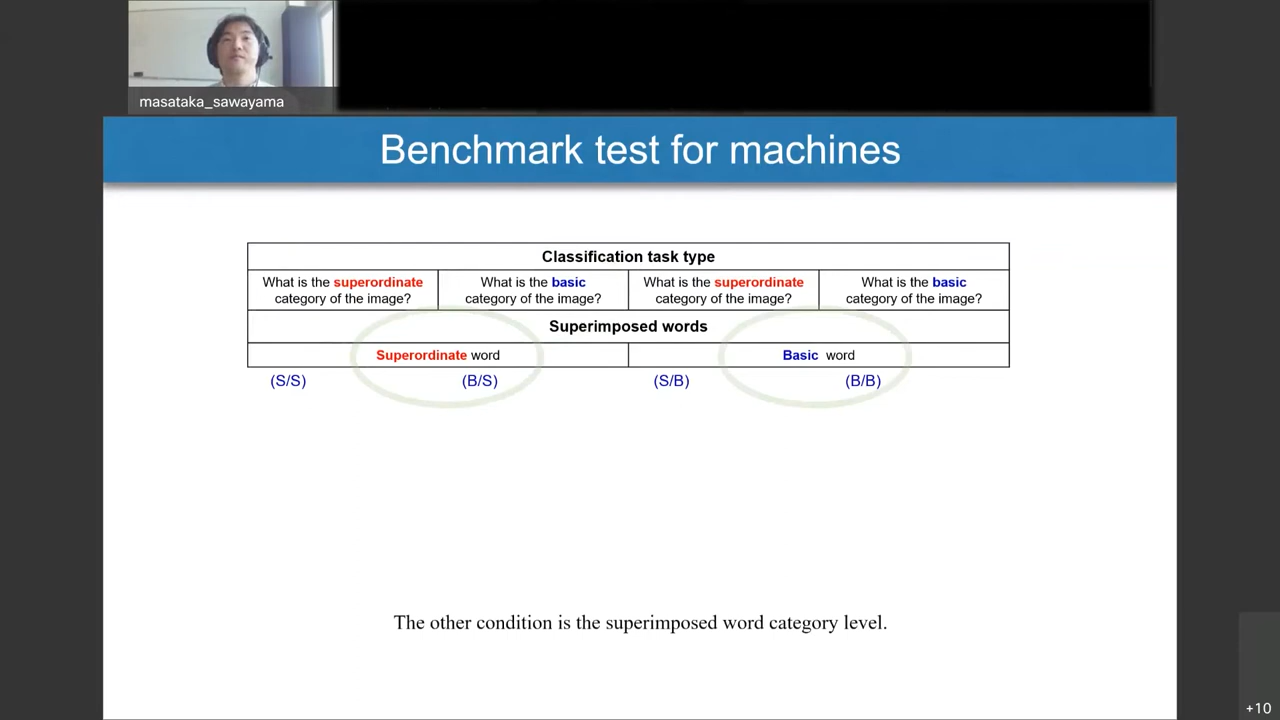 masataka_sawayama
Benchmark test for machines
Classification task type
What is the superordinate category of the image?
What is the basic category of the image?
What is the superordinate category of the image?
What is the basic category of the image?
Superimposed words
Superordinate word
Basic word
(S/S)
(B/S)
(S/B)
(B/B)
The other condition is the superimposed word category level.
+10